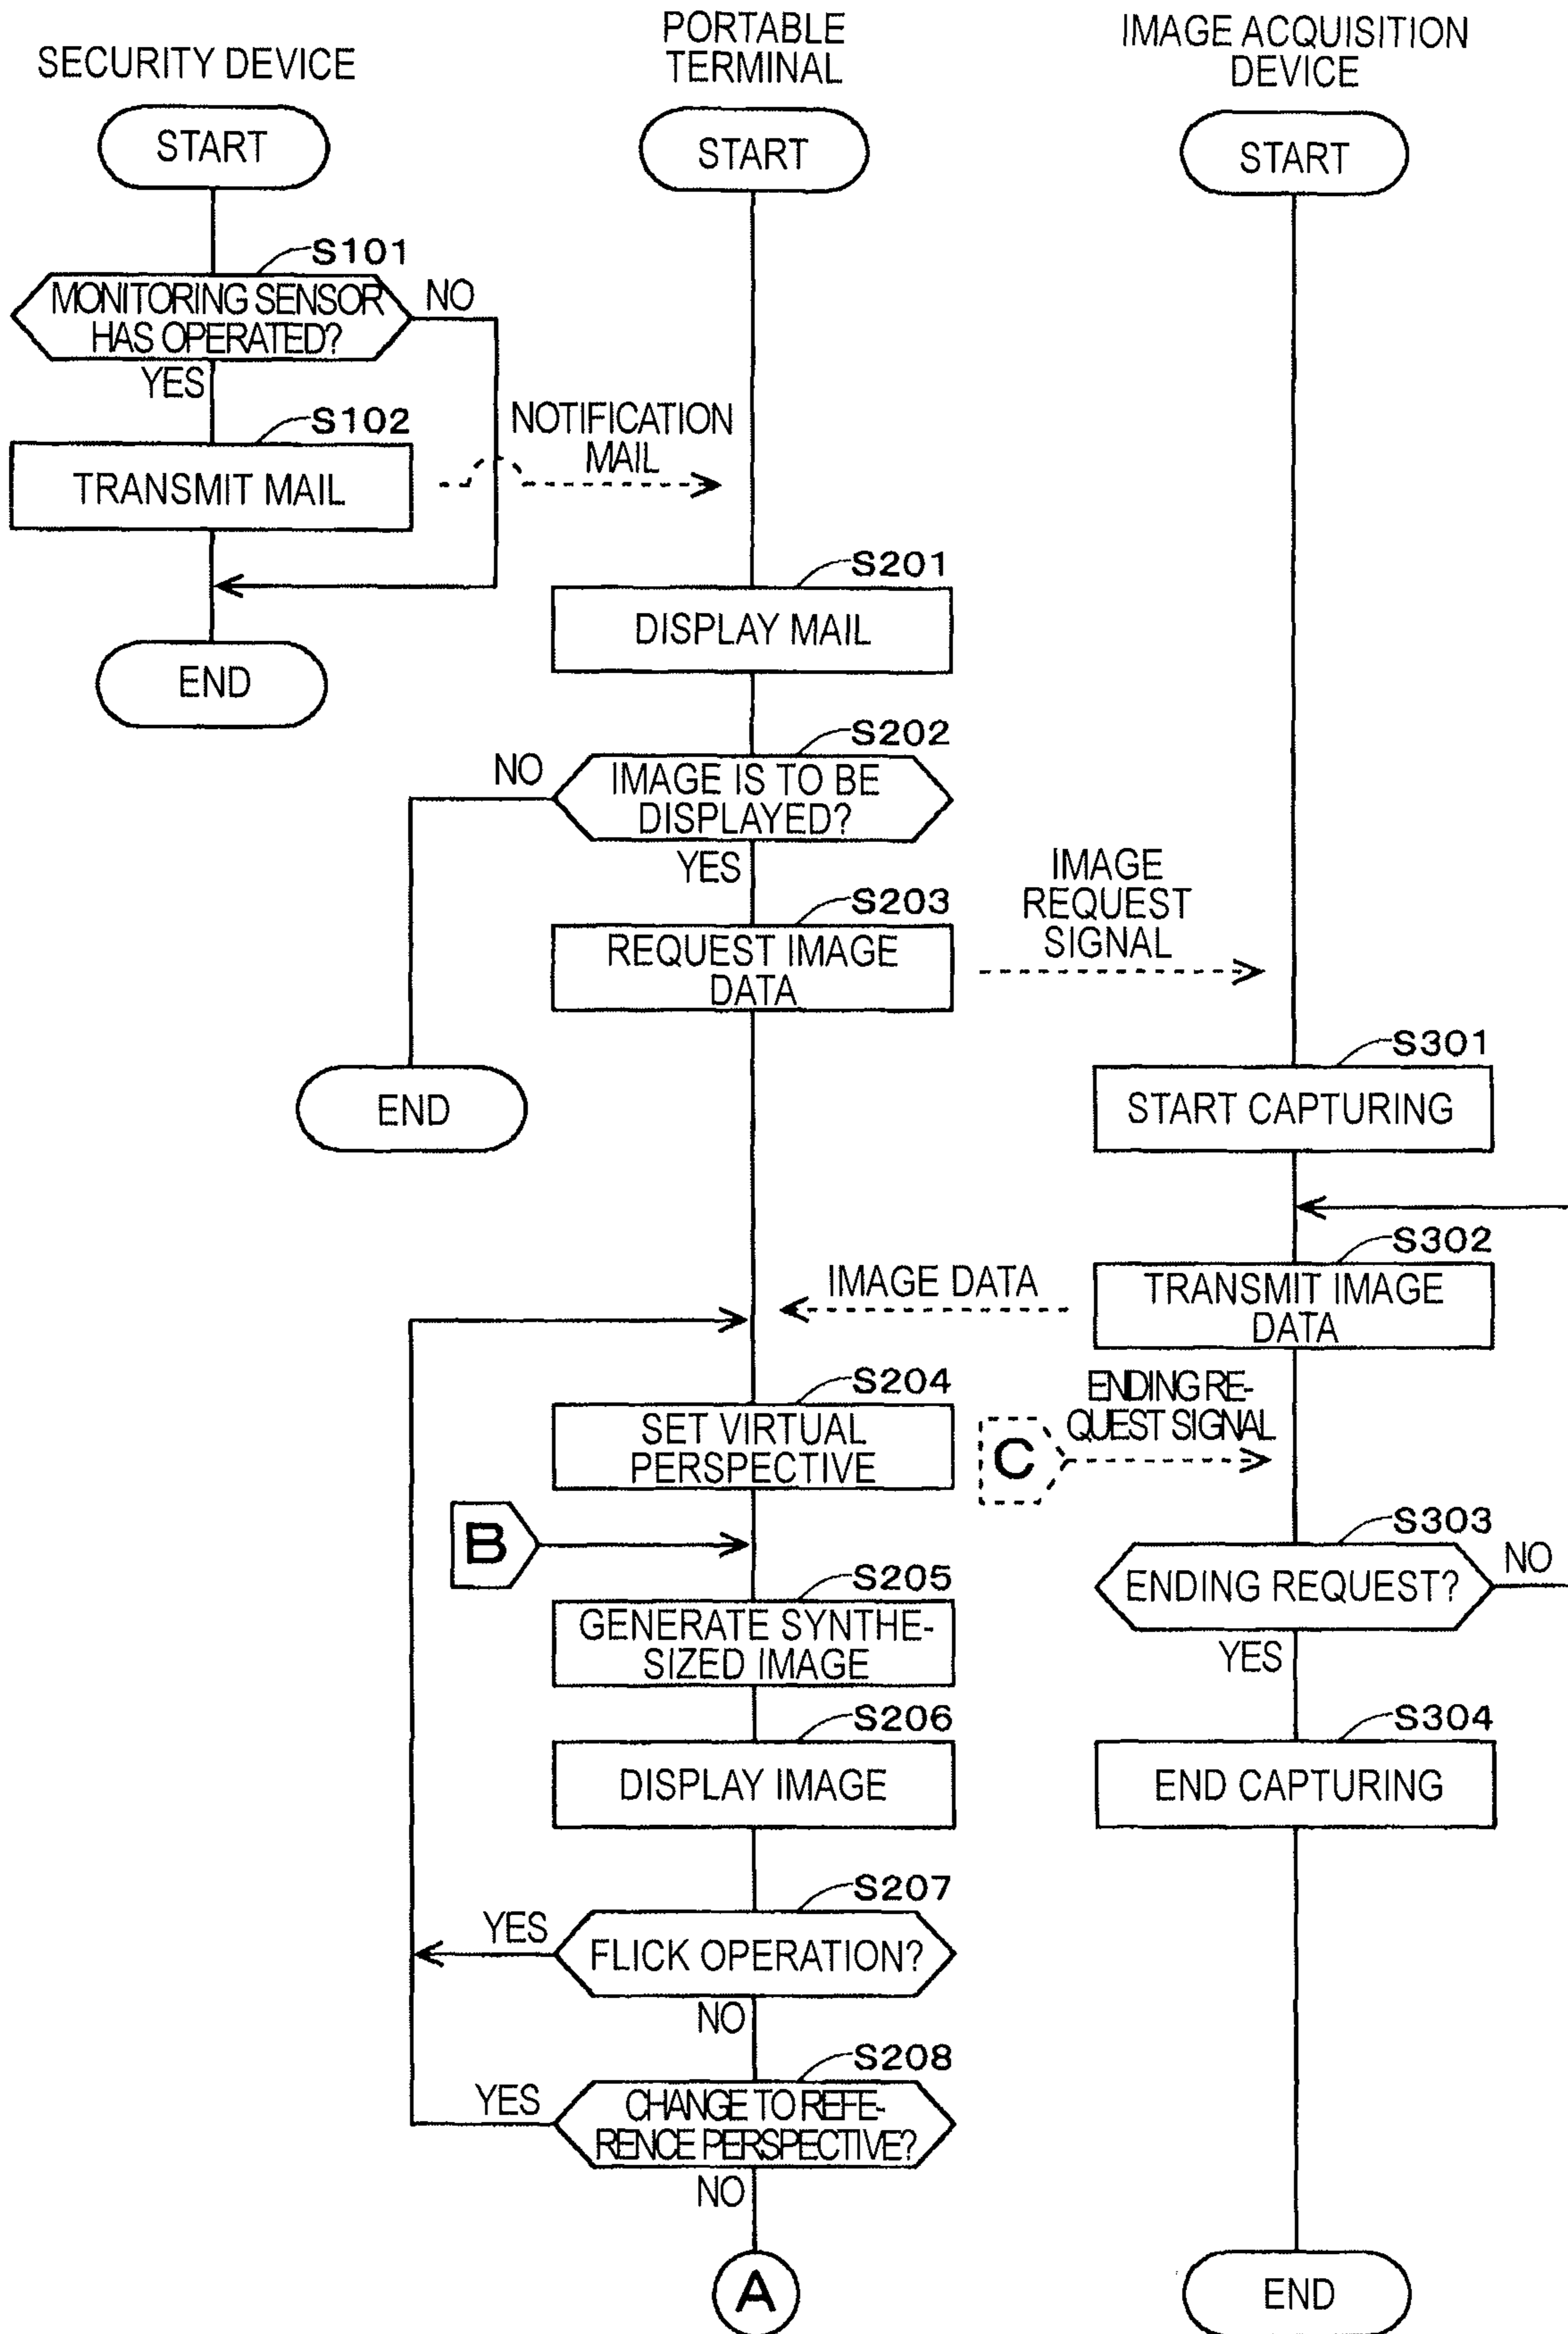 SECURITY DEVICE
START
S101
MONITORING SENSOR
HAS OPERATED?
NO
YES
S102
TRANSMIT MAIL
NOTIFICATION
MAIL
END
PORTABLE
TERMINAL
START
S201
DISPLAY MAIL
S202
IMAGE IS TO BE
DISPLAYED?
NO
YES
END
S203
REQUEST IMAGE
DATA
IMAGE
REQUEST
SIGNAL
IMAGE DATA
S204
SET VIRTUAL
PERSPECTIVE
B
S205
GENERATE SYNTHE-
SIZED IMAGE
S206
DISPLAY IMAGE
S207
FLICK OPERATION?
YES
NO
S208
CHANGE TO REFE-
RENCE PERSPECTIVE?
YES
NO
A
IMAGE ACQUISITION
DEVICE
START
S301
START CAPTURING
S302
TRANSMIT IMAGE
DATA
C
ENDING RE-
QUEST SIGNAL
S303
ENDING REQUEST?
NO
YES
S304
END CAPTURING
END